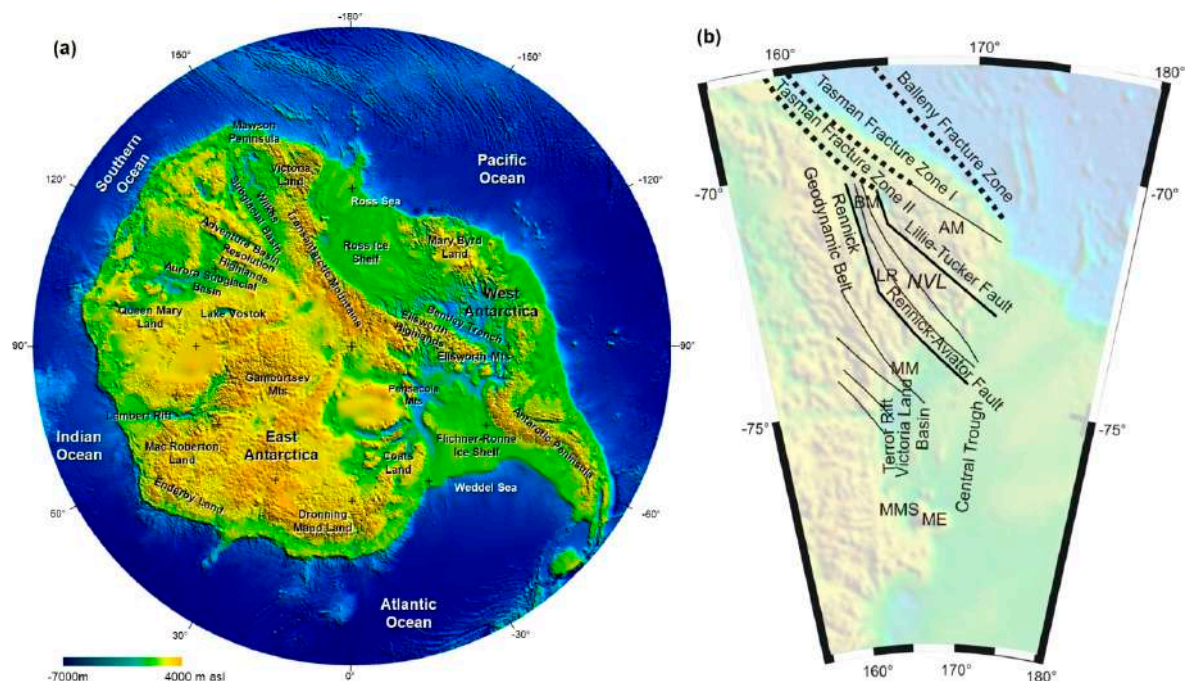 (a)
-180°
150°
-150°
Mawson
Peninsula
Southern
Ocean
Pacific
Ocean
Victoria
Land
120°
-120°
Wilkes
Subglacial Basin
Ross Sea
Transantarctic Mountains
Ross Ice
Shelf
Mary Byrd
Land
Adventure Basin
Resolution
Highlands
Aurora Subglacial
Basin
West
Antarctica
Queen Mary
Land
Lake Vostok
Bentley Trench
Ellsworth
Highlands
Ellsworth Mts
90°
-90°
Gamourtsev
Mts
Pensacola
Mts
Lambert Rift
Antarctic Peninsula
Indian
Ocean
Mac Roberton
Land
East
Antarctica
Flichner-Ronne
Ice Shelf
Coats
Land
Weddel Sea
Enderby Land
Dronning
Maud Land
60°
-60°
Atlantic
Ocean
30°
-30°
0°
-7000m
4000 m asl
(b)
160°
170°
180°
Tasman Fracture Zone I
Tasman Fracture Zone II
Balleny Fracture Zone
-70°
-70°
Geodynamic Belt
Rennick
BM
AM
Lillie-Tucker Fault
LR
NVL
Rennick-Aviator Fault
MM
Terror Rift
Victoria Land
Basin
Central Trough
-75°
-75°
MMS
ME
160°
170°
180°